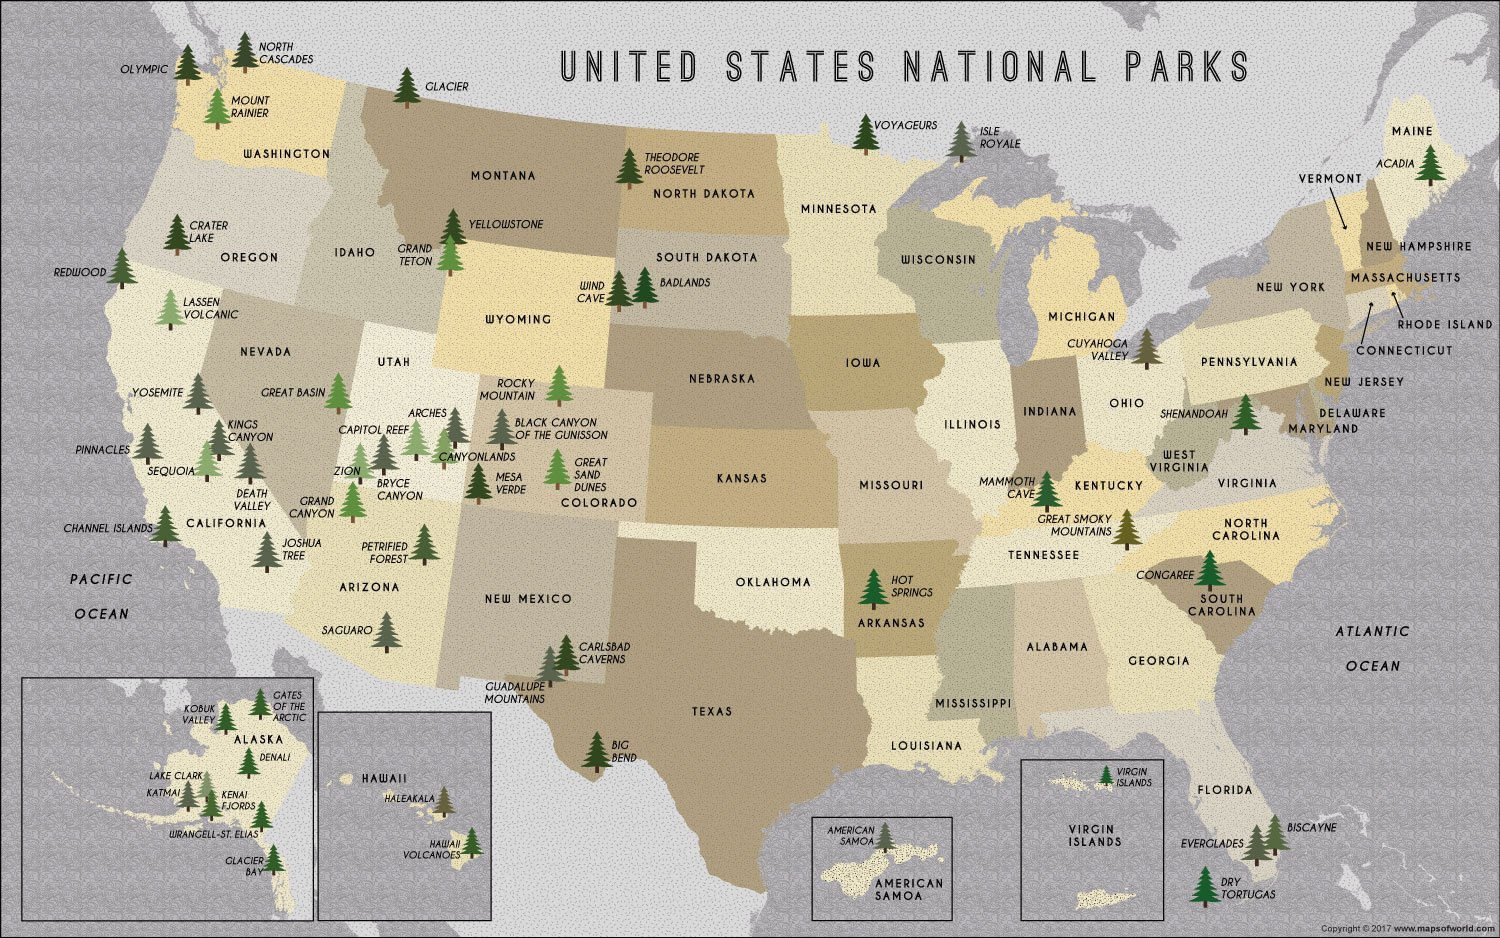 UNITED STATES NATIONAL PARKS
NORTH
CASCADES
OLYMPIC
MOUNT
RAINIER
WASHINGTON
GLACIER
VOYAGEURS
ISLE
ROYALE
MAINE
ACADIA
VERMONT
THEODORE
ROOSEVELT
NORTH DAKOTA
MONTANA
MINNESOTA
CRATER
LAKE
OREGON
IDAHO
YELLOWSTONE
GRAND
TETON
SOUTH DAKOTA
WISCONSIN
NEW HAMPSHIRE
MASSACHUSETTS
NEW YORK
REDWOOD
LASSEN
VOLCANIC
WIND
CAVE
BADLANDS
WYOMING
MICHIGAN
RHODE ISLAND
CONNECTICUT
CUYAHOGA
VALLEY
PENNSYLVANIA
NEW JERSEY
NEVADA
UTAH
NEBRASKA
IOWA
YOSEMITE
GREAT BASIN
ROCKY
MOUNTAIN
ILLINOIS
INDIANA
OHIO
SHENANDOAH
DELAWARE
MARYLAND
PINNACLES
KINGS
CANYON
SEQUOIA
DEATH
VALLEY
CAPITOL REEF
ARCHES
CANYONLANDS
BLACK CANYON
OF THE GUNISSON
ZION
BRYCE
CANYON
GRAND
CANYON
MESA
VERDE
GREAT
SAND
DUNES
COLORADO
KANSAS
MISSOURI
MAMMOTH
CAVE
KENTUCKY
WEST
VIRGINIA
VIRGINIA
CHANNEL ISLANDS
CALIFORNIA
JOSHUA
TREE
PETRIFIED
FOREST
GREAT SMOKY
MOUNTAINS
NORTH
CAROLINA
TENNESSEE
PACIFIC
OCEAN
ARIZONA
NEW MEXICO
OKLAHOMA
HOT
SPRINGS
ARKANSAS
CONGAREE
SOUTH
CAROLINA
ATLANTIC
OCEAN
SAGUARO
CARLSBAD
CAVERNS
GUADALUPE
MOUNTAINS
TEXAS
BIG
BEND
ALABAMA
GEORGIA
MISSISSIPPI
LOUISIANA
FLORIDA
BISCAYNE
EVERGLADES
DRY
TORTUGAS
KOBUK
VALLEY
GATES
OF THE
ARCTIC
ALASKA
DENALI
LAKE CLARK
KATMAI
KENAI
FJORDS
WRANGELL-ST. ELIAS
GLACIER
BAY
HAWAII
HALEAKALA
HAWAII
VOLCANOES
AMERICAN
SAMOA
AMERICAN
SAMOA
VIRGIN
ISLANDS
VIRGIN
ISLANDS
Copyright © 2017 www.mapsofworld.com